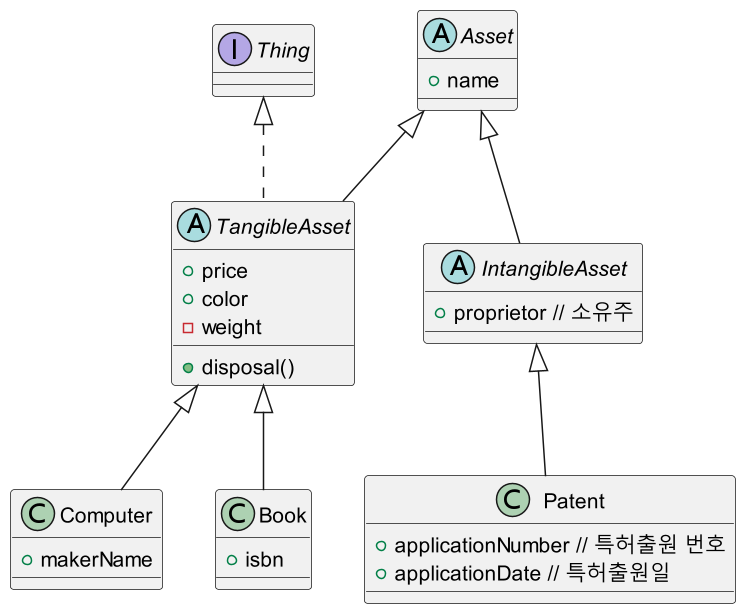 I Thing
A Asset
+ name
A TangibleAsset
price
color
weight
disposal()
A IntangibleAsset
proprietor // 소유주
C Computer
makerName
C Book
isbn
C Patent
applicationNumber // 특허출원 번호
applicationDate // 특허출원일